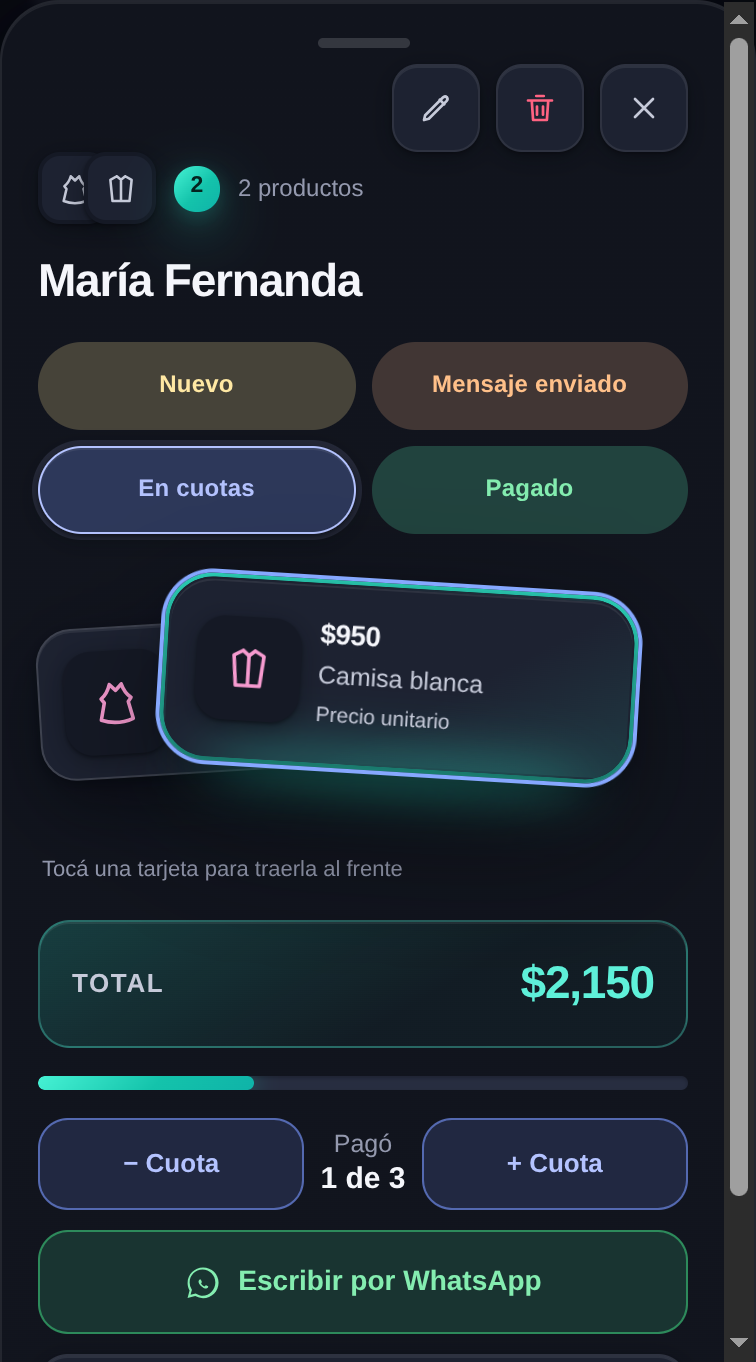 2
2 productos
María Fernanda
Nuevo
Mensaje enviado
En cuotas
Pagado
$950
Camisa blanca
Precio unitario
Tocá una tarjeta para traerla al frente
TOTAL
$2,150
− Cuota
Pagó
1 de 3
+ Cuota
Escribir por WhatsApp